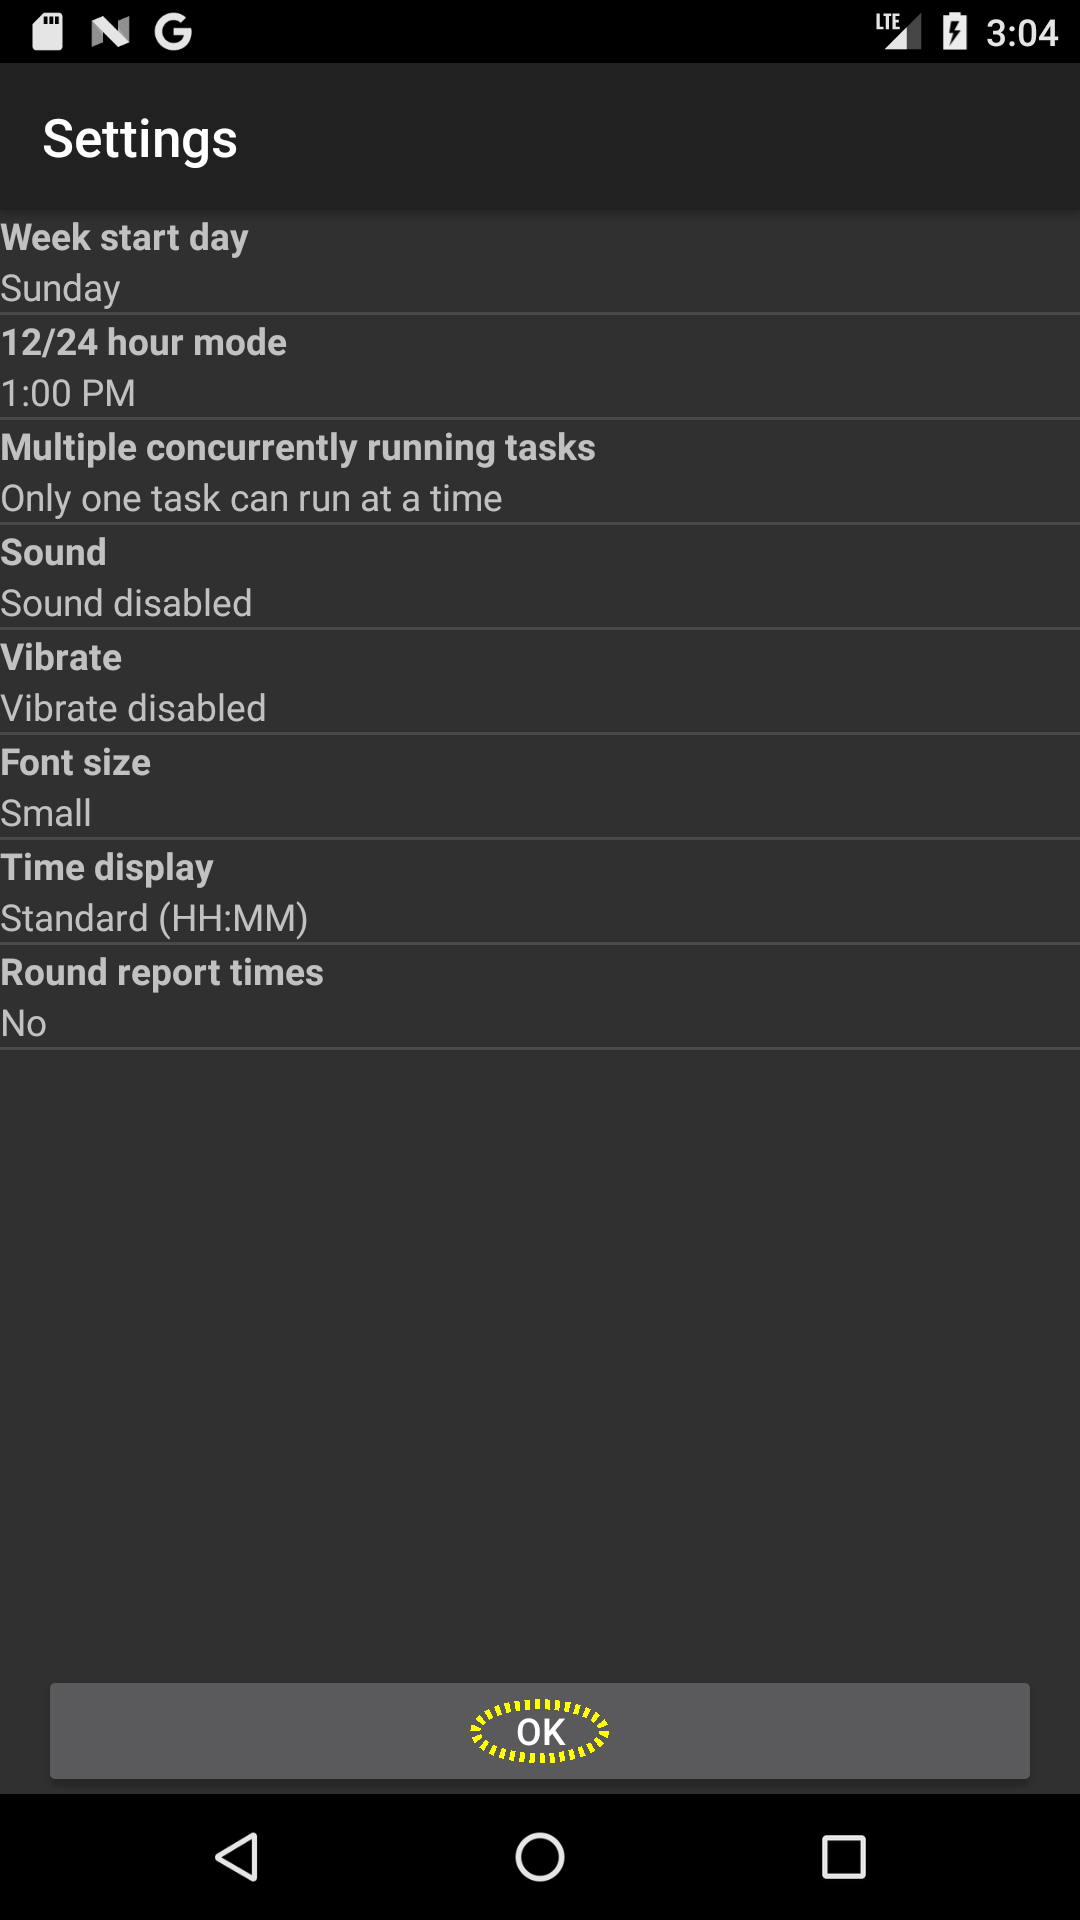 LTE 3:04
Settings
Week start day
Sunday
12/24 hour mode
1:00 PM
Multiple concurrently running tasks
Only one task can run at a time
Sound
Sound disabled
Vibrate
Vibrate disabled
Font size
Small
Time display
Standard (HH:MM)
Round report times
No
OK